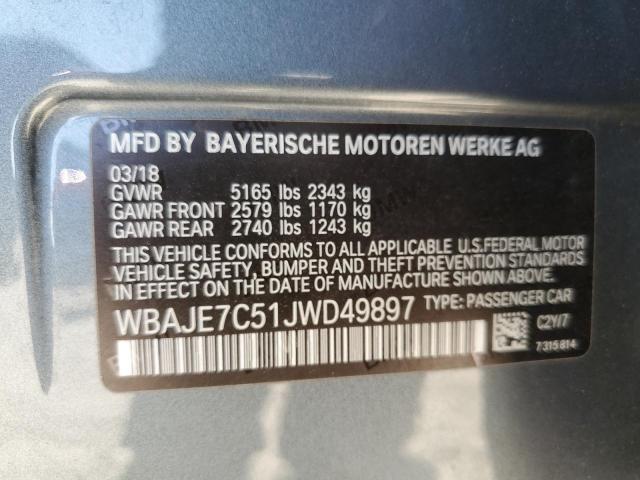 MFD BY BAYERISCHE MOTOREN WERKE AG
03/18
GVWR 5165 lbs 2343 kg
GAWR FRONT 2579 lbs 1170 kg
GAWR REAR 2740 lbs 1243 kg
THIS VEHICLE CONFORMS TO ALL APPLICABLE U.S.FEDERAL MOTOR
VEHICLE SAFETY, BUMPER AND THEFT PREVENTION STANDARDS
IN EFFECT ON THE DATE OF MANUFACTURE SHOWN ABOVE.
WBAJE7C51JWD49897 TYPE: PASSENGER CAR
C2Y/7
7315814